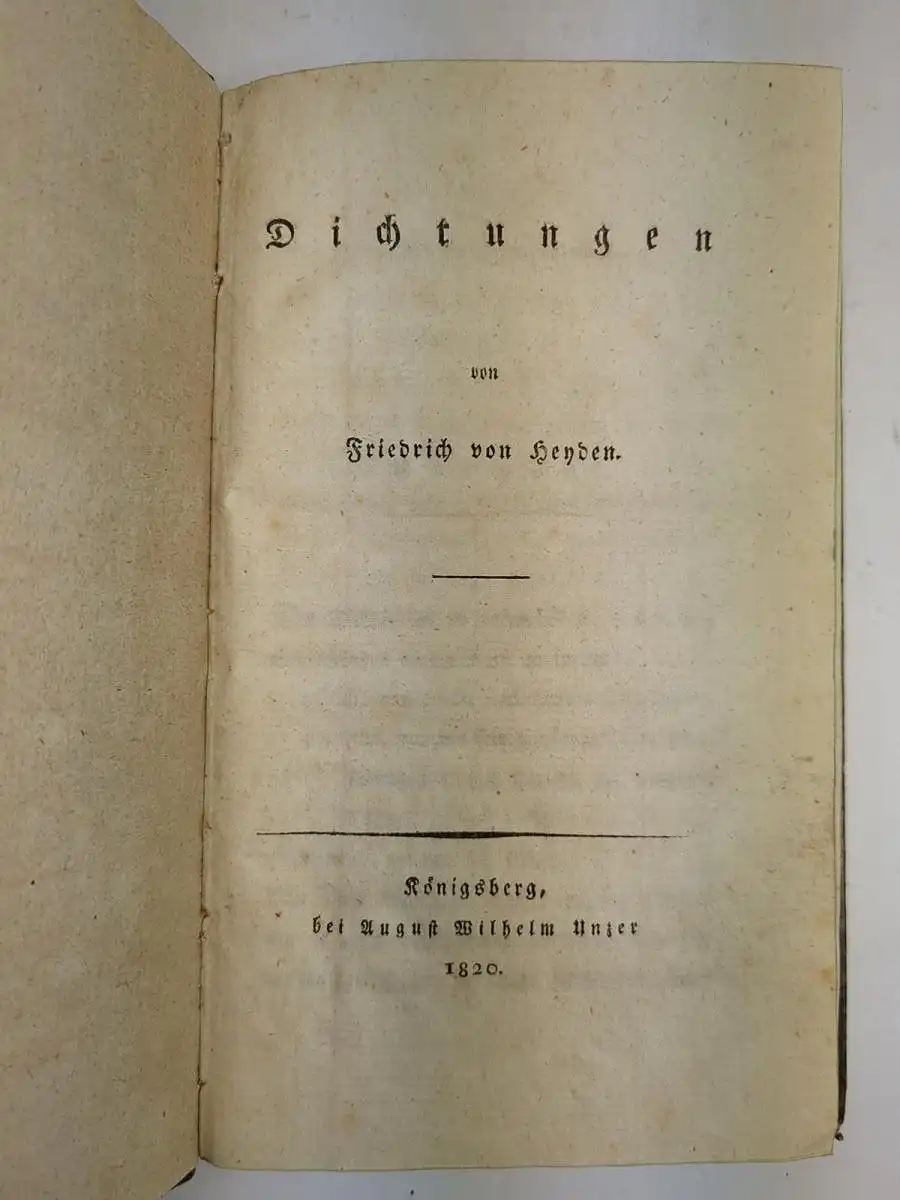 Dichtungen
von
Friedrich von Heyden.
Königsberg,
bei August Wilhelm Unzer
1820.